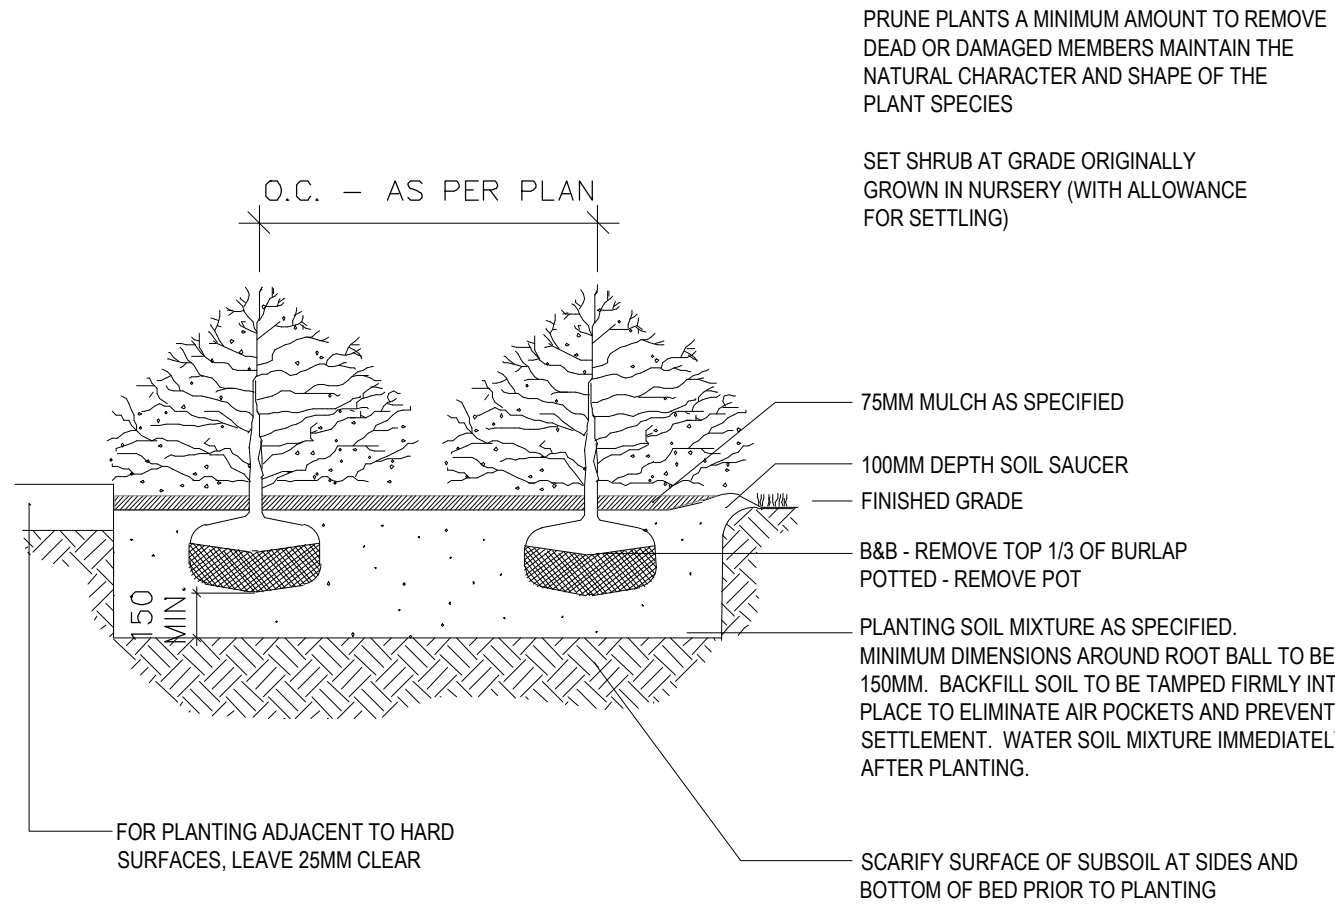 PRUNE PLANTS A MINIMUM AMOUNT TO REMOVE
DEAD OR DAMAGED MEMBERS MAINTAIN THE
NATURAL CHARACTER AND SHAPE OF THE
PLANT SPECIES
SET SHRUB AT GRADE ORIGINALLY
GROWN IN NURSERY (WITH ALLOWANCE
FOR SETTLING)
O.C. - AS PER PLAN
75MM MULCH AS SPECIFIED
100MM DEPTH SOIL SAUCER
FINISHED GRADE
B&B - REMOVE TOP 1/3 OF BURLAP
POTTED - REMOVE POT
150
MIN.
PLANTING SOIL MIXTURE AS SPECIFIED.
MINIMUM DIMENSIONS AROUND ROOT BALL TO BE
150MM. BACKFILL SOIL TO BE TAMPED FIRMLY INT
PLACE TO ELIMINATE AIR POCKETS AND PREVENT
SETTLEMENT. WATER SOIL MIXTURE IMMEDIATEL
AFTER PLANTING.
FOR PLANTING ADJACENT TO HARD
SURFACES, LEAVE 25MM CLEAR
SCARIFY SURFACE OF SUBSOIL AT SIDES AND
BOTTOM OF BED PRIOR TO PLANTING